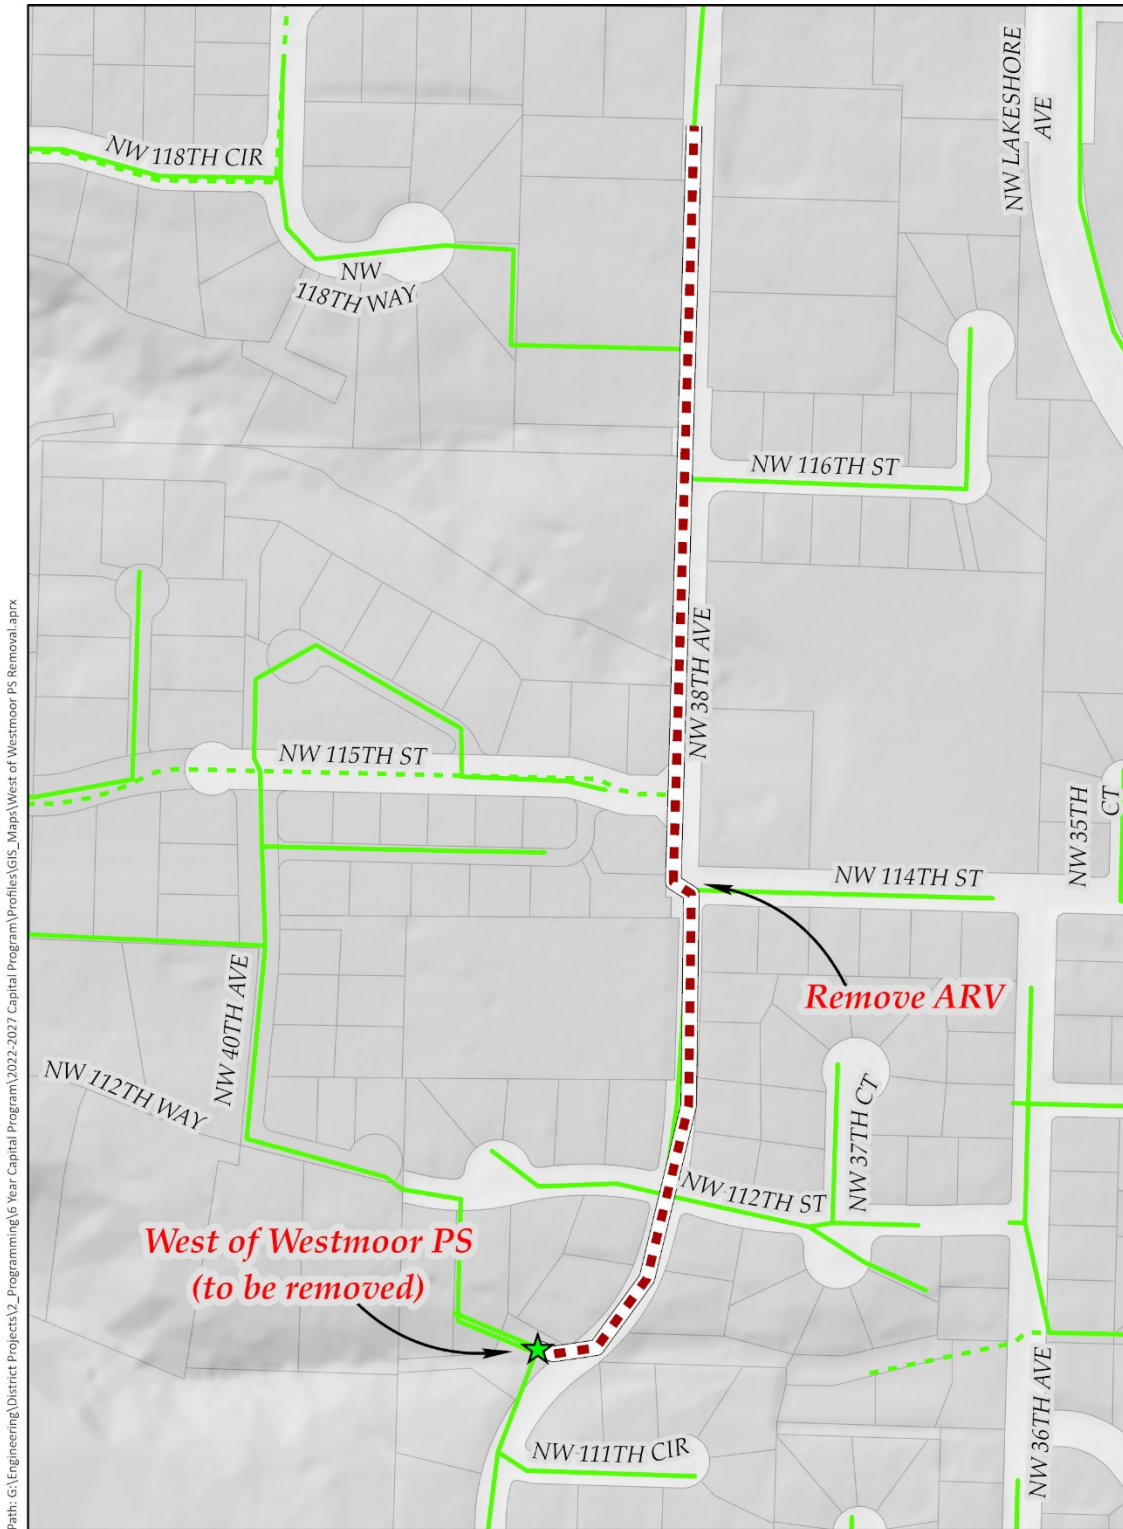 NW LAKESHORE
AVE
NW 118TH CIR
NW
118TH WAY
NW 116TH ST
NW 38TH AVE
NW 115TH ST
NW 35TH
CT
NW 114TH ST
Remove ARV
NW 40TH AVE
NW 112TH WAY
NW 37TH CT
NW 112TH ST
West of Westmoor PS
(to be removed)
NW 36TH AVE
NW 111TH CIR
Path: G:\Engineering\District Projects\2_Programming\6 Year Capital Program\2022-2027 Capital Program\Profiles\GIS_Maps\West of Westmoor PS Removal.aprx